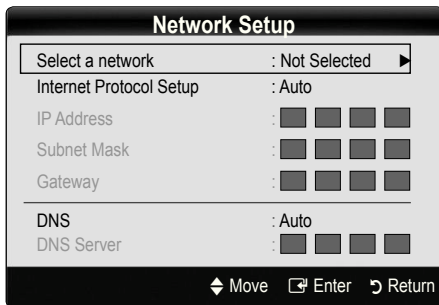 Network Setup
Select a network : Not Selected ▶
Internet Protocol Setup : Auto
IP Address :
Subnet Mask :
Gateway :
DNS : Auto
DNS Server :
Move Enter Return